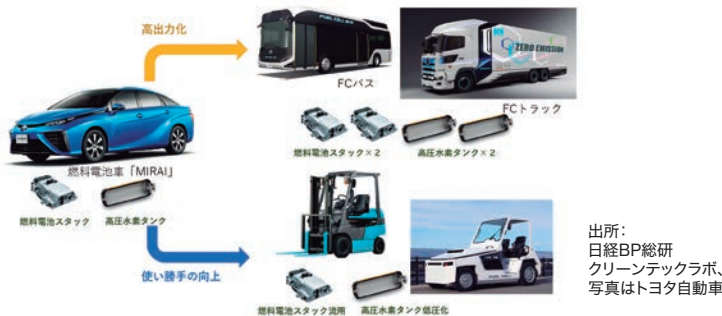 高出力化
FUEL CELL BUS
ZERO EMISSION
FCバス
FCトラック
燃料電池スタック×2
高圧水素タンク×2
燃料電池車「MIRAI」
燃料電池スタック
高圧水素タンク
使い勝手の向上
燃料電池スタック流用
高圧水素タンク低圧化
出所：
日経BP総研
クリーンテックラボ、
写真はトヨタ自動車